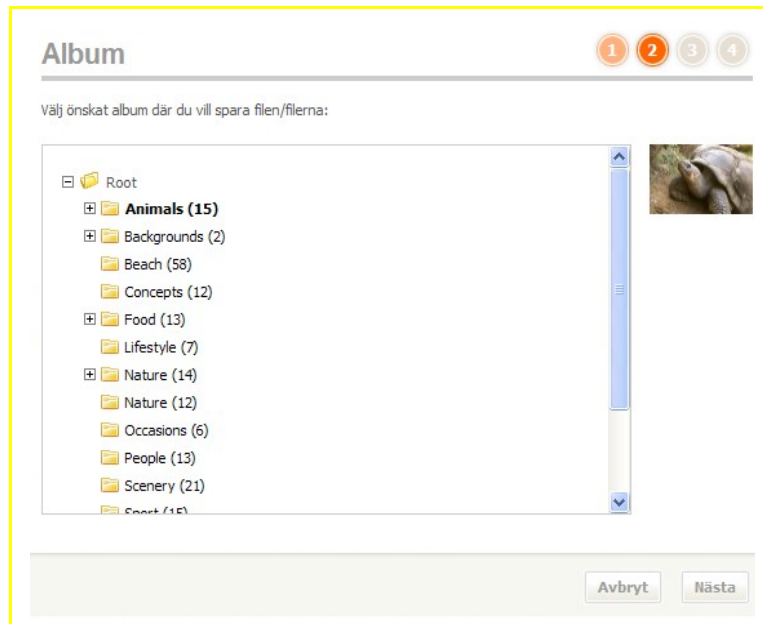 Album
1 2 3 4
Välj önskat album där du vill spara filen/filerna:
Root
Animals (15)
Backgrounds (2)
Beach (58)
Concepts (12)
Food (13)
Lifestyle (7)
Nature (14)
Nature (12)
Occasions (6)
People (13)
Scenery (21)
Sport (15)
Avbryt Nästa